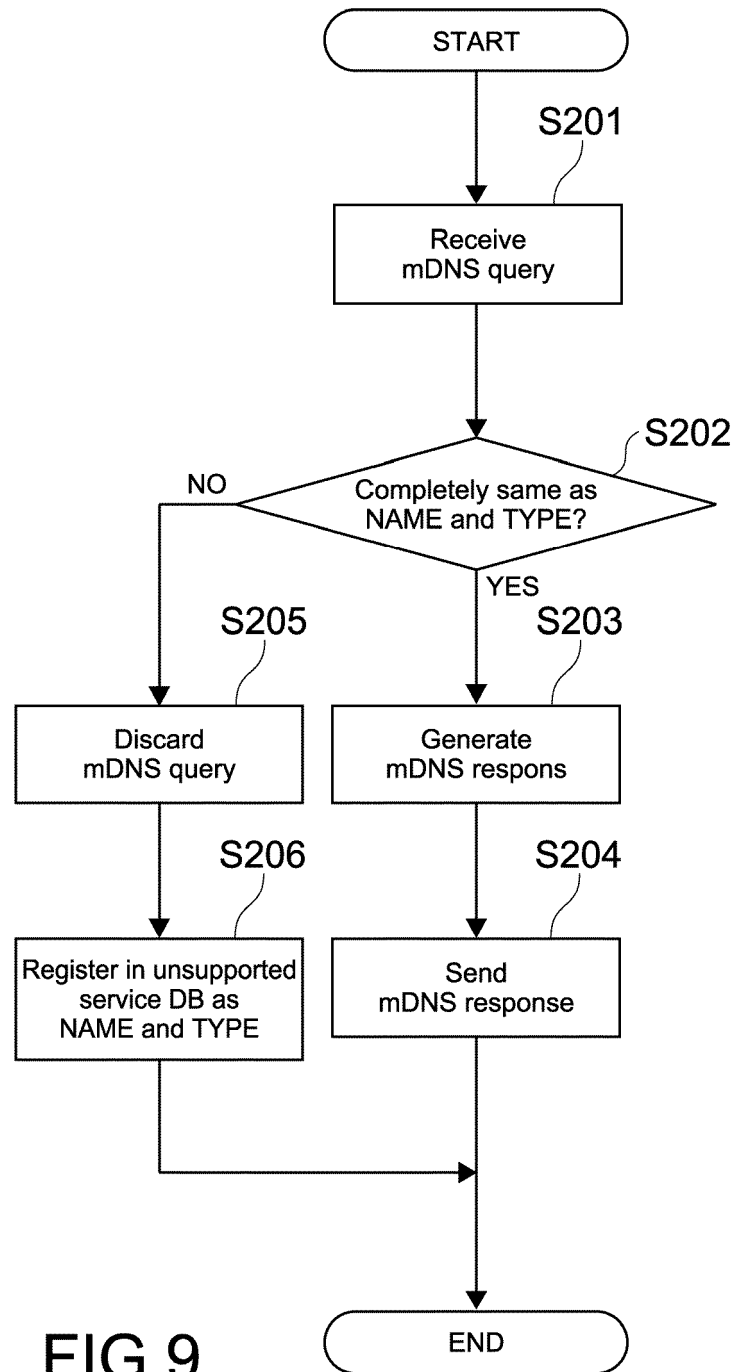 START
S201
Receive
mDNS query
S202
Completely same as
NAME and TYPE?
NO
YES
S205
Discard
mDNS query
S203
Generate
mDNS respons
S206
Register in unsupported
service DB as
NAME and TYPE
S204
Send
mDNS response
END
FIG.9